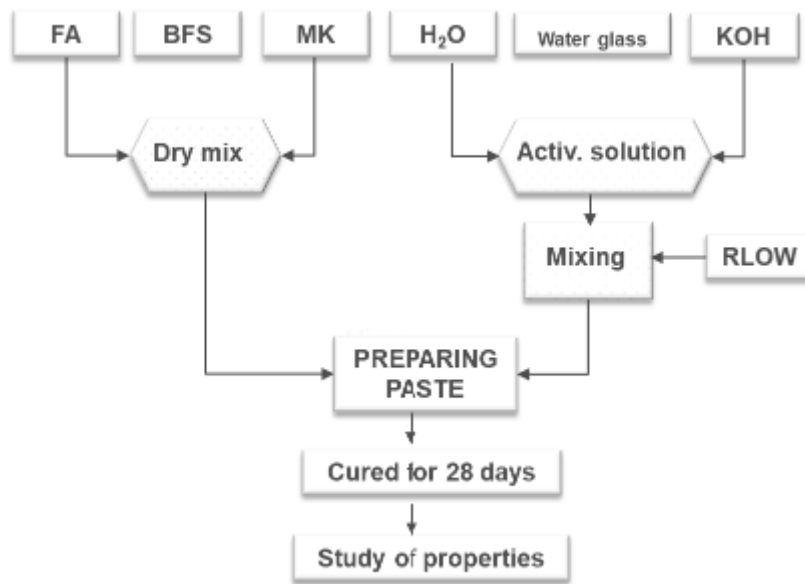 FA
BFS
MK
H₂O
Water glass
KOH
Dry mix
Activ. solution
Mixing
RLOW
PREPARING
PASTE
Cured for 28 days
Study of properties